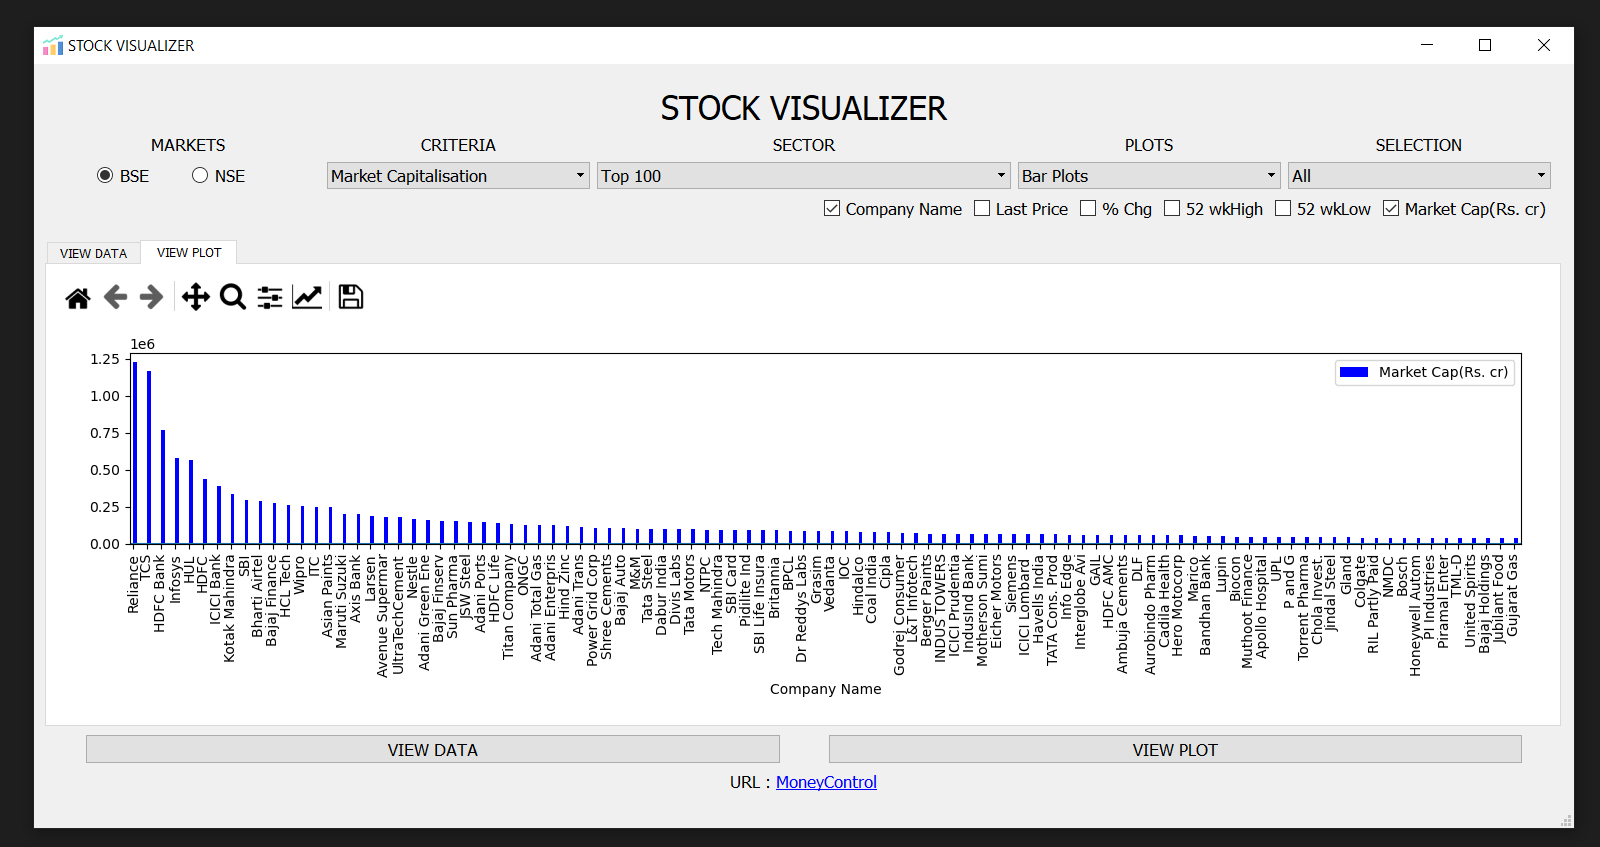 STOCK VISUALIZER
STOCK VISUALIZER
MARKETS CRITERIA SECTOR PLOTS SELECTION
BSE NSE Market Capitalisation Top 100 Bar Plots All
Company Name Last Price % Chg 52 wkHigh 52 wkLow Market Cap(Rs. cr)
VIEW DATA VIEW PLOT
1e6
1.25
1.00
0.75
0.50
0.25
0.00
Market Cap(Rs. cr)
Reliance
TCS
HDFC Bank
Infosys
HUL
HDFC
ICICI Bank
Kotak Mahindra
SBI
Bharti Airtel
Bajaj Finance
HCL Tech
Wipro
ITC
Asian Paints
Maruti Suzuki
Axis Bank
Larsen
Avenue Supermar
UltraTechCement
Nestle
Adani Green Ene
Bajaj Finserv
Sun Pharma
JSW Steel
Adani Ports
HDFC Life
Titan Company
ONGC
Adani Total Gas
Adani Enterpris
Hind Zinc
Adani Trans
Power Grid Corp
Shree Cements
Bajaj Auto
M&M
Tata Steel
Dabur India
Divis Labs
Tata Motors
NTPC
Tech Mahindra
SBI Card
Pidilite Ind
SBI Life Insura
Britannia
BPCL
Dr Reddys Labs
Grasim
Vedanta
IOC
Hindalco
Coal India
Cipla
Godrej Consumer
L&T Infotech
Berger Paints
INDUS TOWERS
ICICI Prudentia
IndusInd Bank
Motherson Sumi
Eicher Motors
Siemens
ICICI Lombard
Havells India
TATA Cons. Prod
Info Edge
Interglobe Avi
GAIL
HDFC AMC
Ambuja Cements
DLF
Aurobindo Pharm
Cadila Health
Hero Motocorp
Marico
Bandhan Bank
Lupin
Biocon
Muthoot Finance
Apollo Hospital
UPL
P and G
Torrent Pharma
Chola Invest.
Jindal Steel
Gland
Colgate
RIL Partly Paid
NMDC
Bosch
Honeywell Autom
PI Industries
Piramal Enter
TML-D
United Spirits
Bajaj Holdings
Jubilant Food
Gujarat Gas
Company Name
VIEW DATA VIEW PLOT
URL : MoneyControl